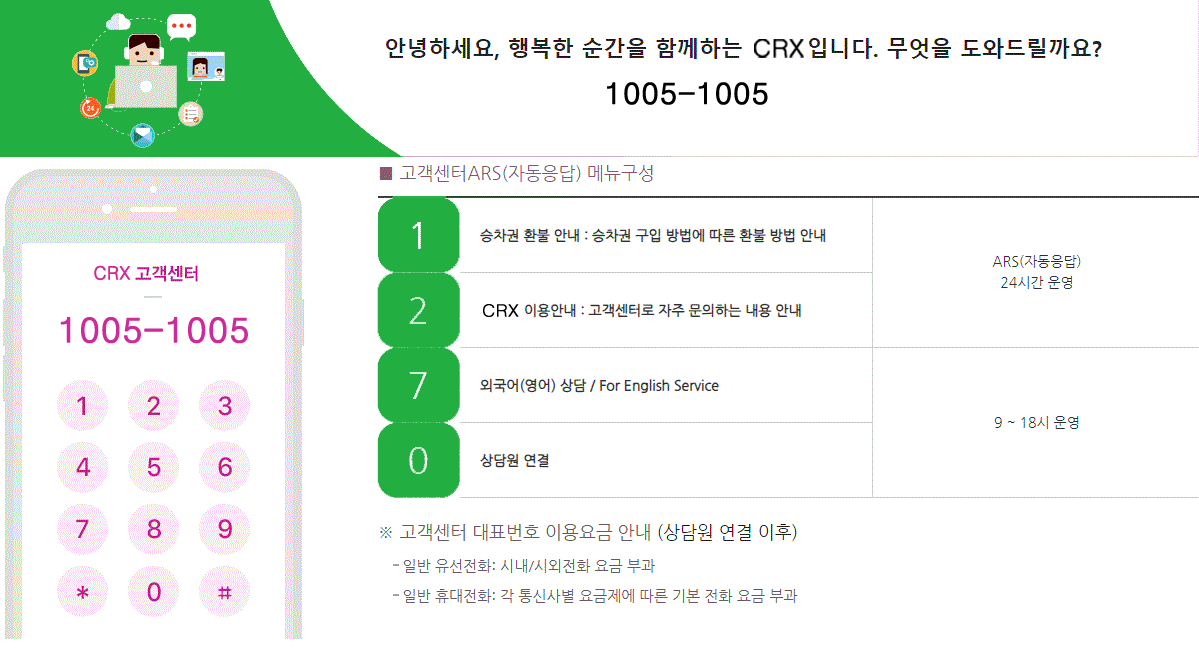 안녕하세요, 행복한 순간을 함께하는 CRX입니다. 무엇을 도와드릴까요?
1005-1005
24
CRX 고객센터
1005-1005
1 2 3
4 5 6
7 8 9
* 0 #
■ 고객센터ARS(자동응답) 메뉴구성
1 승차권 환불 안내 : 승차권 구입 방법에 따른 환불 방법 안내
2 CRX 이용안내 : 고객센터로 자주 문의하는 내용 안내
ARS(자동응답)
24시간 운영
7 외국어(영어) 상담 / For English Service
0 상담원 연결
9 ~ 18시 운영
※ 고객센터 대표번호 이용요금 안내 (상담원 연결 이후)
- 일반 유선전화: 시내/시외전화 요금 부과
- 일반 휴대전화: 각 통신사별 요금제에 따른 기본 전화 요금 부과